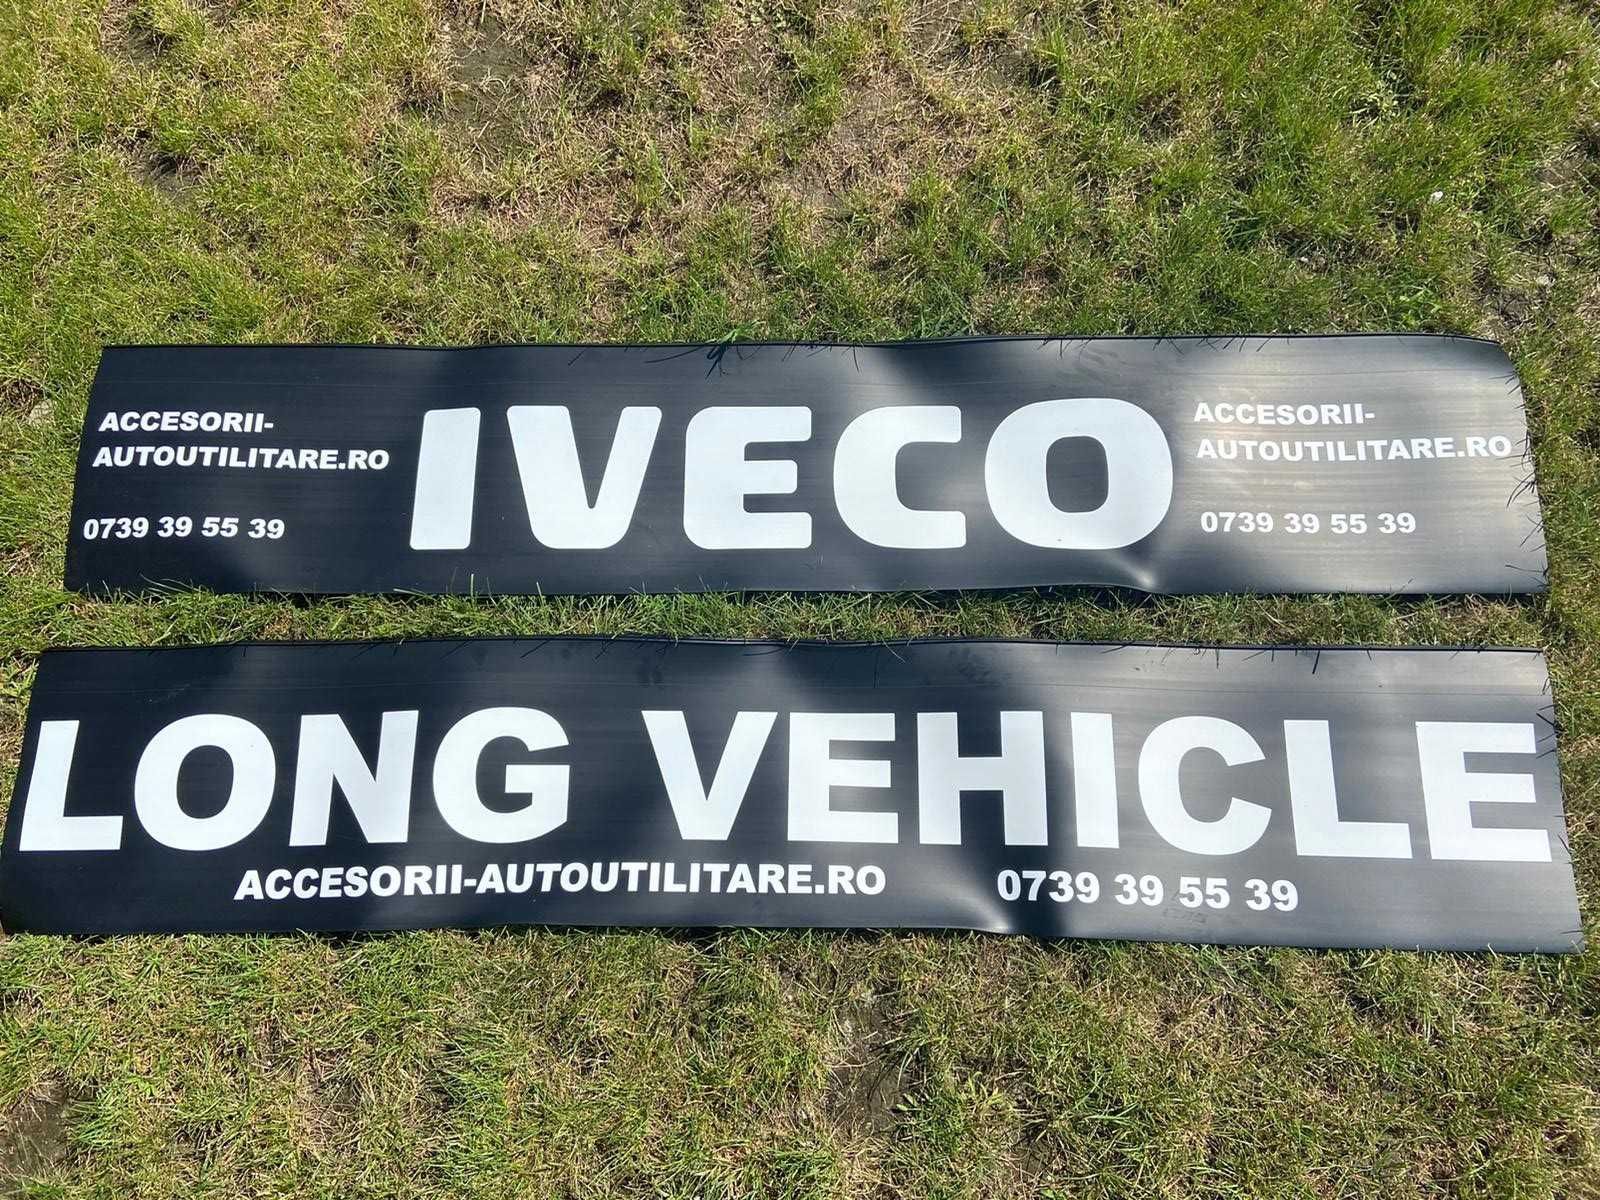 ACCESORII-
AUTOUTILITARE.RO
0739 39 55 39
IVECO
ACCESORII-
AUTOUTILITARE.RO
0739 39 55 39
LONG VEHICLE
ACCESORII-AUTOUTILITARE.RO 0739 39 55 39